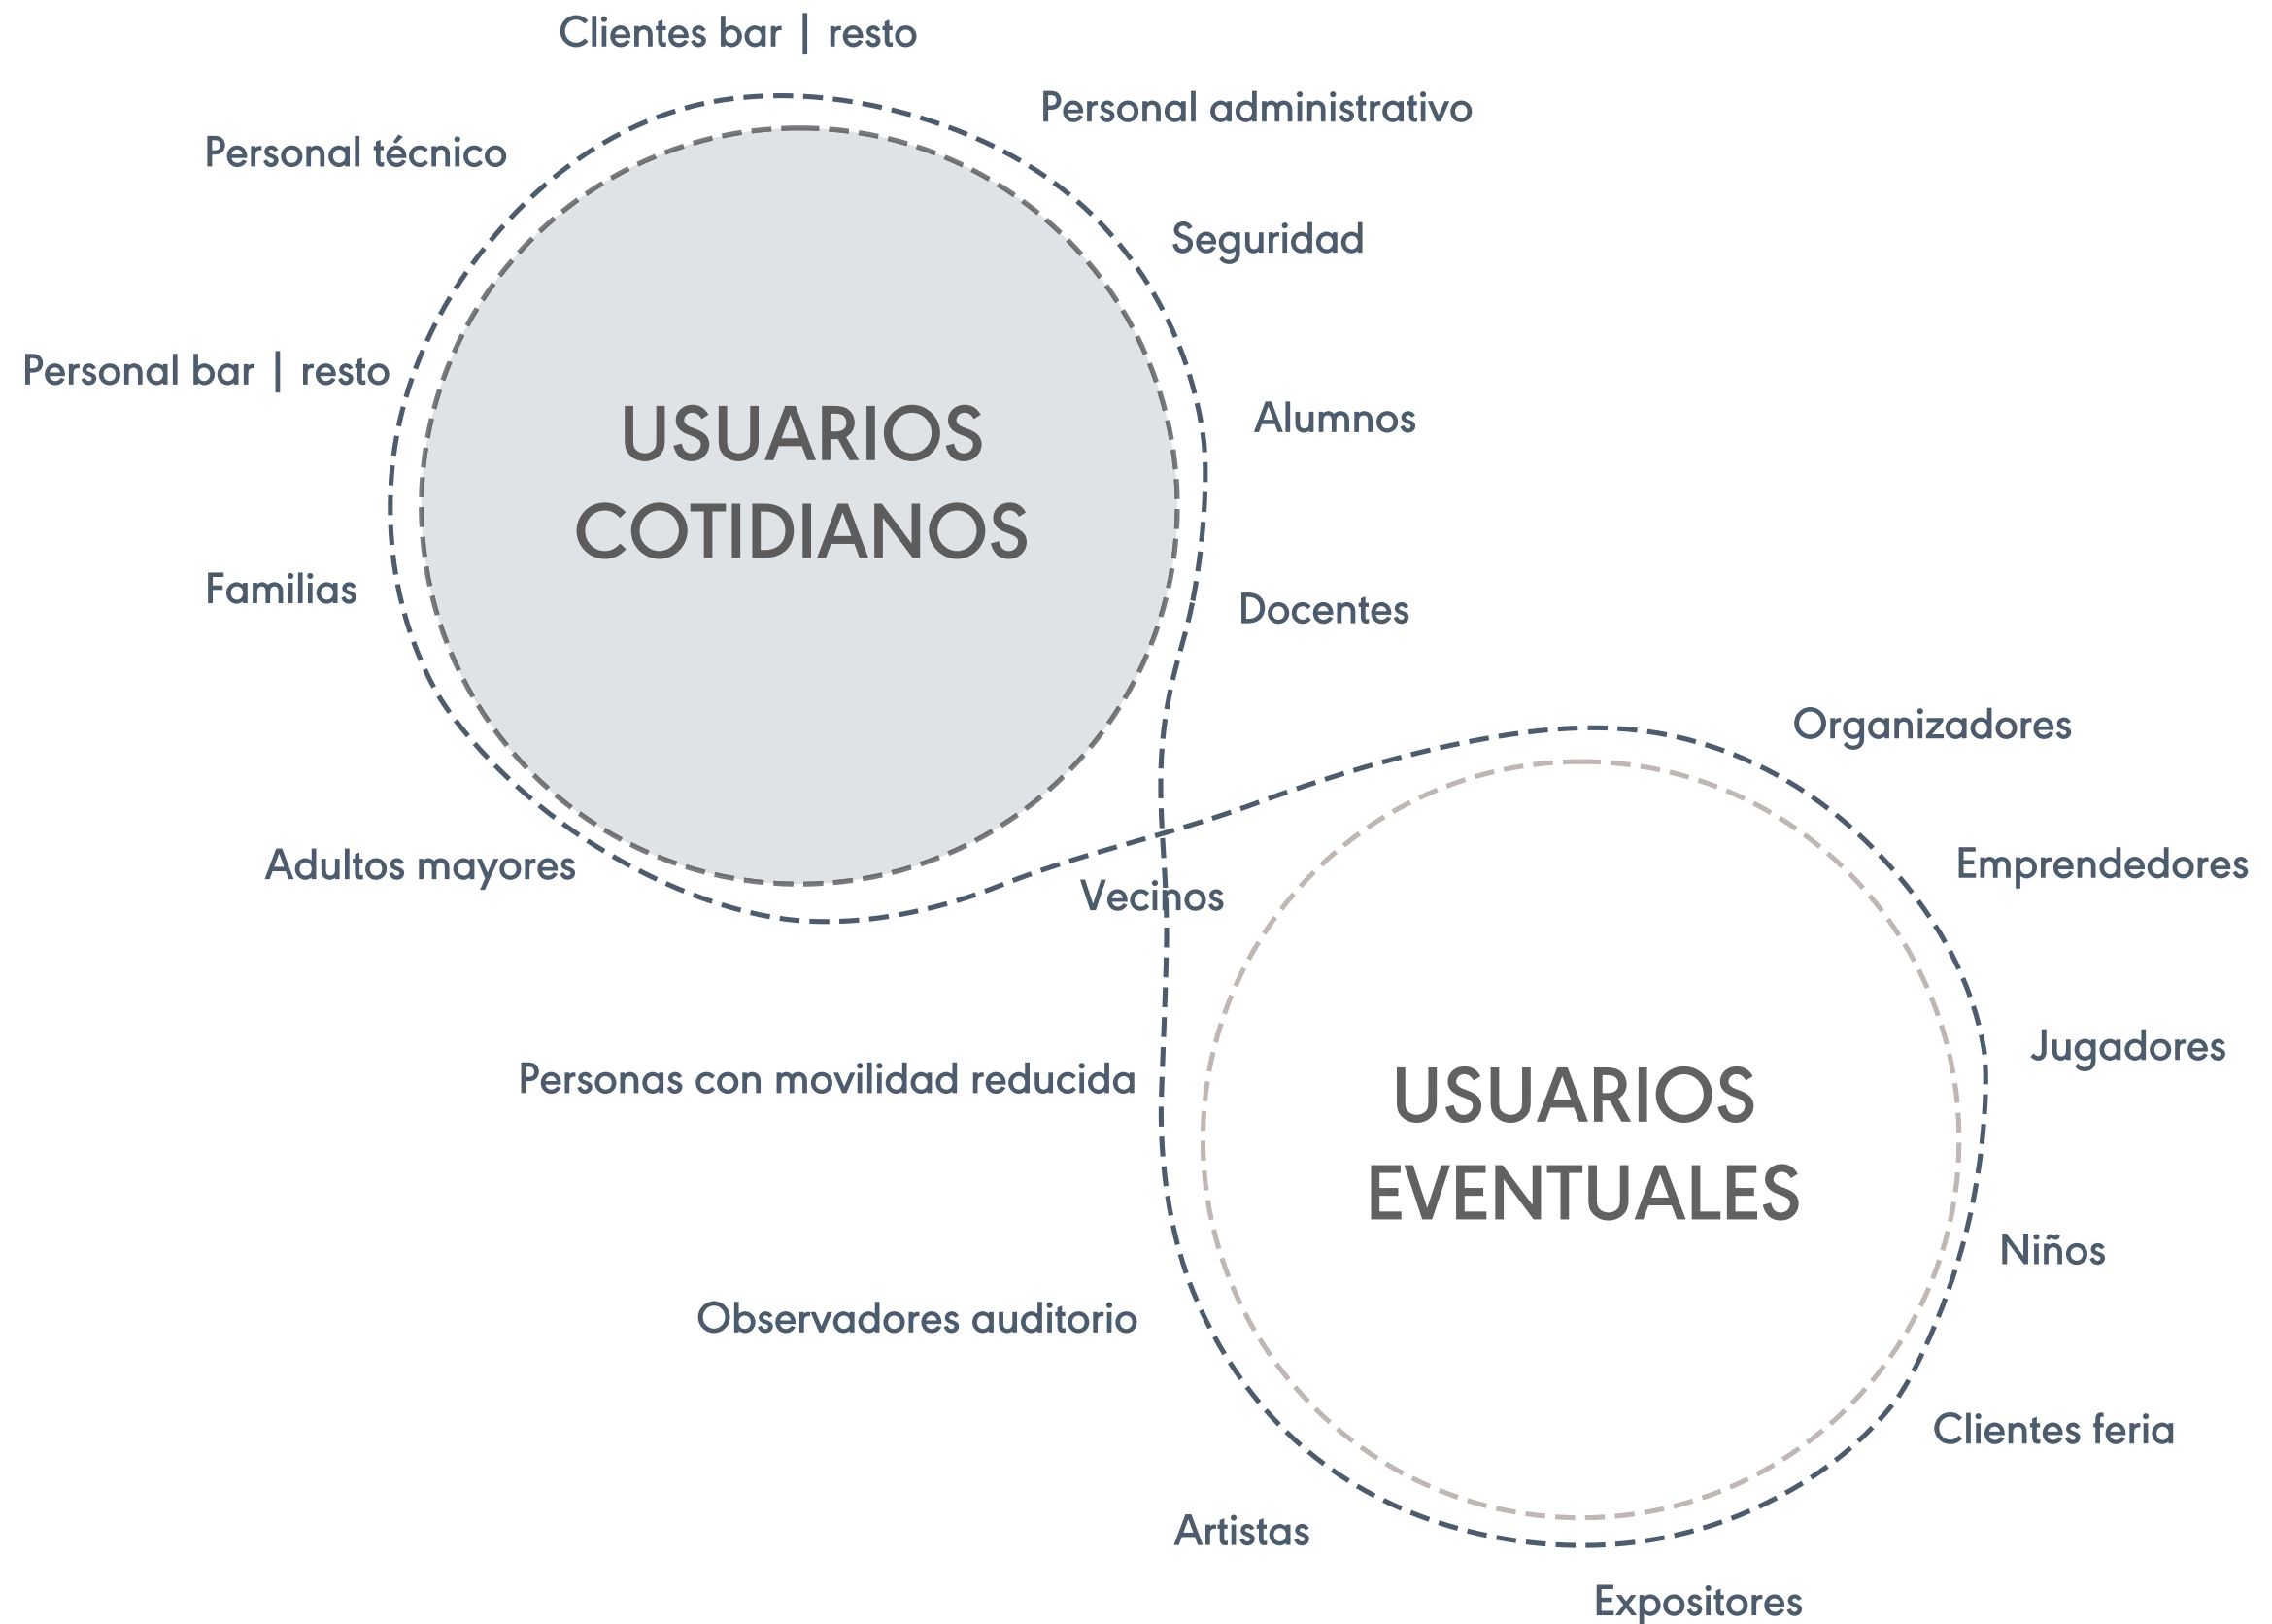 Clientes bar | resto
Personal administrativo
Personal técnico
Seguridad
Personal bar | resto
Alumnos
USUARIOS
COTIDIANOS
Familias
Docentes
Organizadores
Adultos mayores
Emprendedores
Vecinos
Jugadores
Personas con movilidad reducida
USUARIOS
EVENTUALES
Niños
Observadores auditorio
Clientes feria
Artistas
Expositores